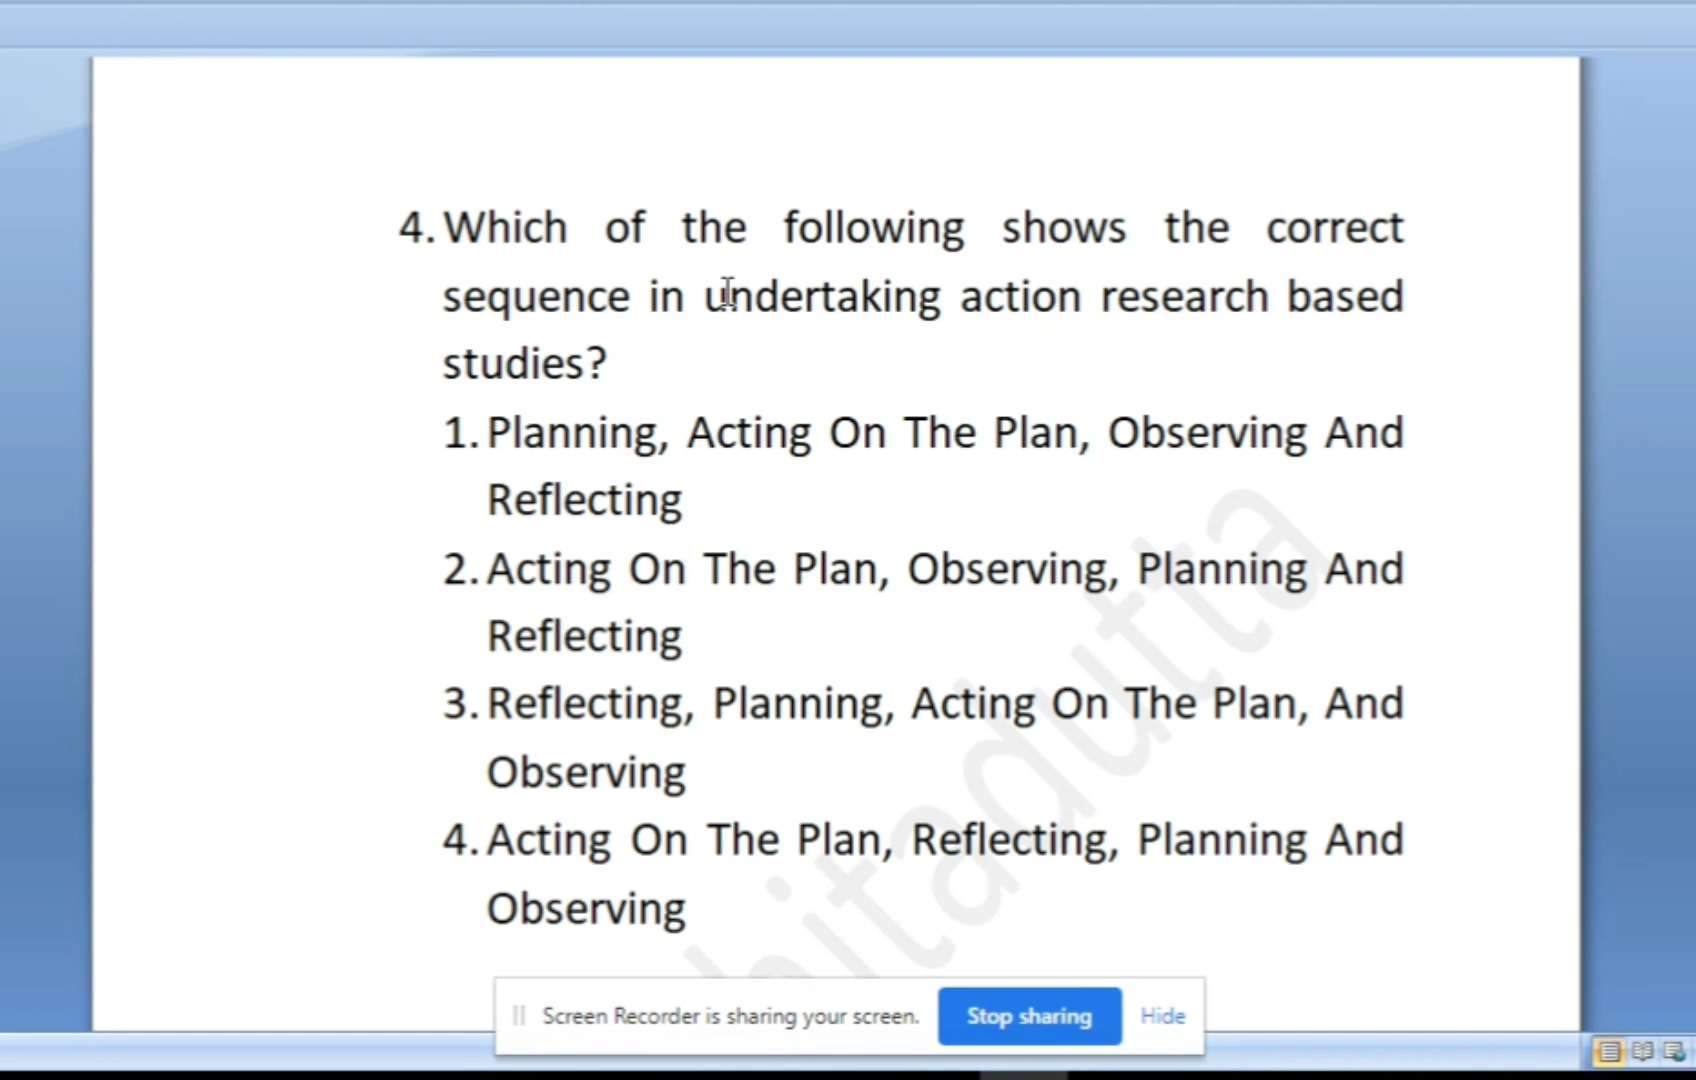 4. Which of the following shows the correct
sequence in undertaking action research based
studies?
1. Planning, Acting On The Plan, Observing And
Reflecting
2. Acting On The Plan, Observing, Planning And
Reflecting
3. Reflecting, Planning, Acting On The Plan, And
Observing
4. Acting On The Plan, Reflecting, Planning And
Observing
hitadutta
Screen Recorder is sharing your screen. Stop sharing Hide